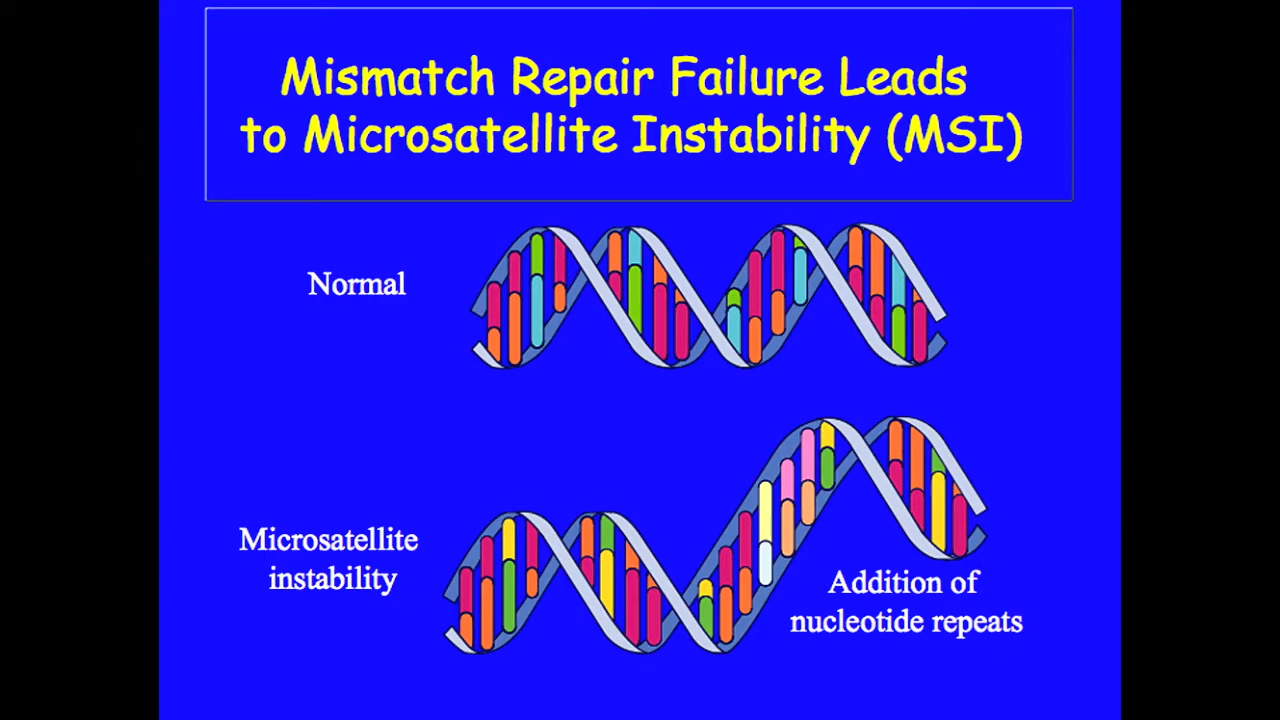 Mismatch Repair Failure Leads
to Microsatellite Instability (MSI)
Normal
Microsatellite
instability
Addition of
nucleotide repeats